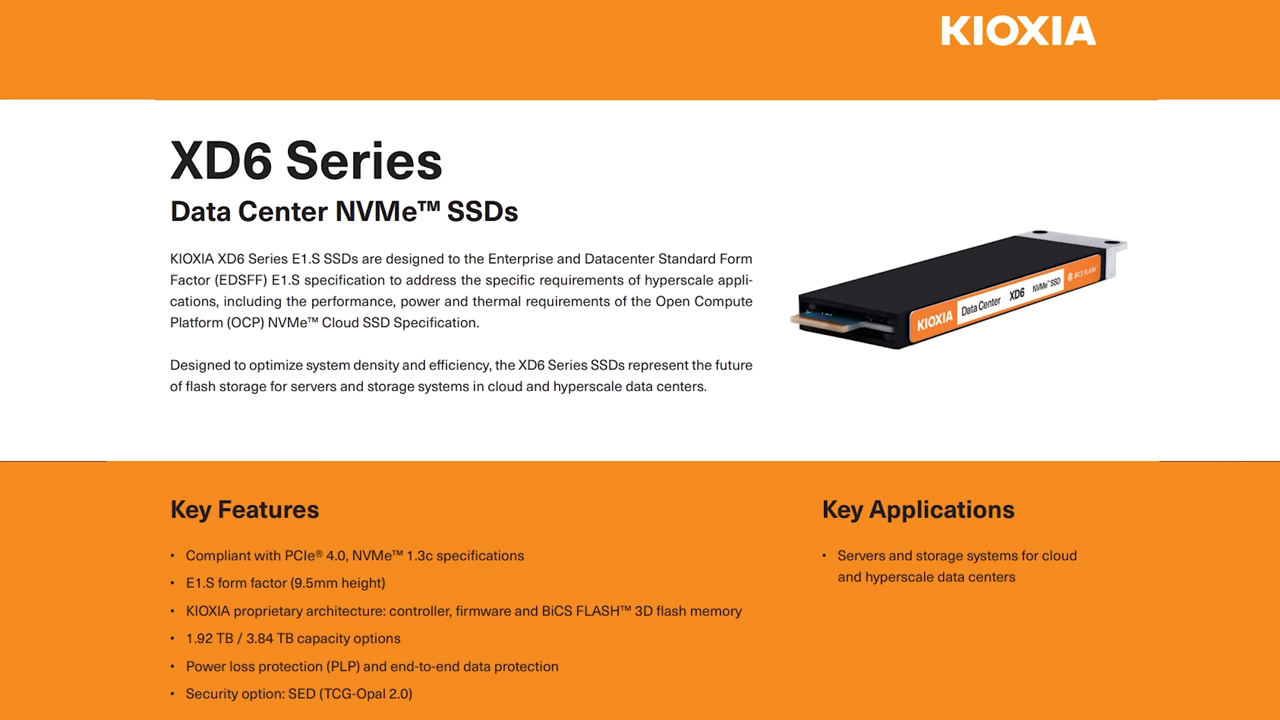 KIOXIA
XD6 Series
Data Center NVMe™ SSDs
KIOXIA XD6 Series E1.S SSDs are designed to the Enterprise and Datacenter Standard Form
Factor (EDSFF) E1.S specification to address the specific requirements of hyperscale appli-
cations, including the performance, power and thermal requirements of the Open Compute
Platform (OCP) NVMe™ Cloud SSD Specification.
Designed to optimize system density and efficiency, the XD6 Series SSDs represent the future
of flash storage for servers and storage systems in cloud and hyperscale data centers.
KIOXIA Data Center XD6 NVMe™ SSD BiCS FLASH
Key Features
• Compliant with PCIe® 4.0, NVMe™ 1.3c specifications
• E1.S form factor (9.5mm height)
• KIOXIA proprietary architecture: controller, firmware and BiCS FLASH™ 3D flash memory
• 1.92 TB / 3.84 TB capacity options
• Power loss protection (PLP) and end-to-end data protection
• Security option: SED (TCG-Opal 2.0)
Key Applications
• Servers and storage systems for cloud
and hyperscale data centers